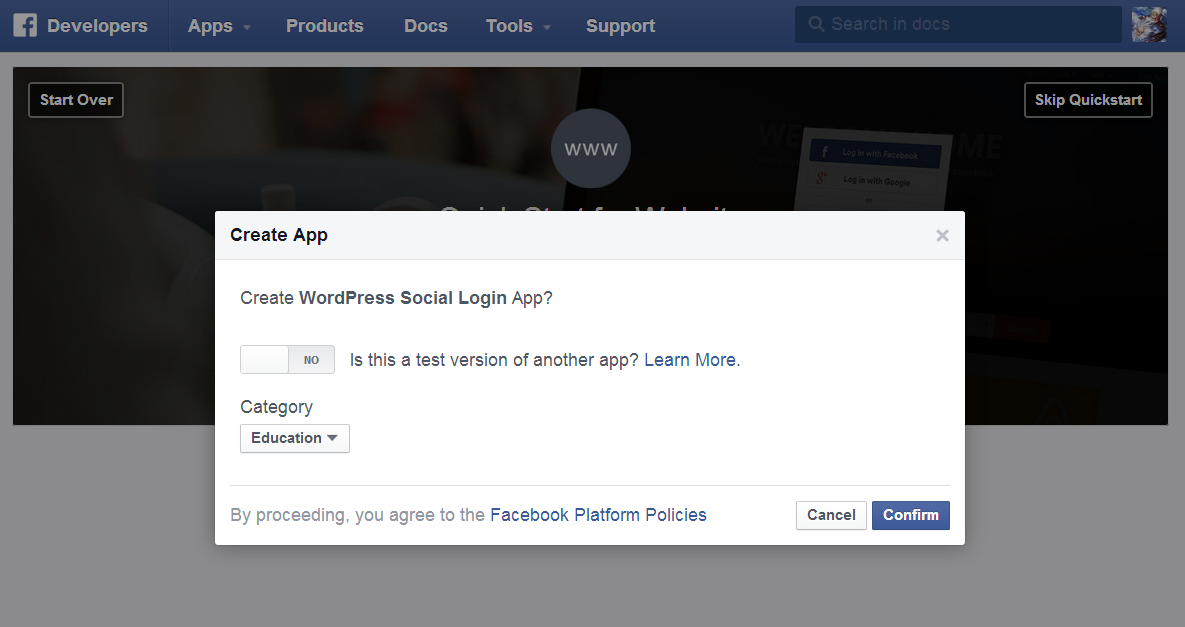 Developers Apps Products Docs Tools Support Search in docs
Start Over Skip Quickstart
www
Log in with Facebook
Log in with Google
Create App
Create WordPress Social Login App?
NO Is this a test version of another app? Learn More.
Category
Education
By proceeding, you agree to the Facebook Platform Policies Cancel Confirm